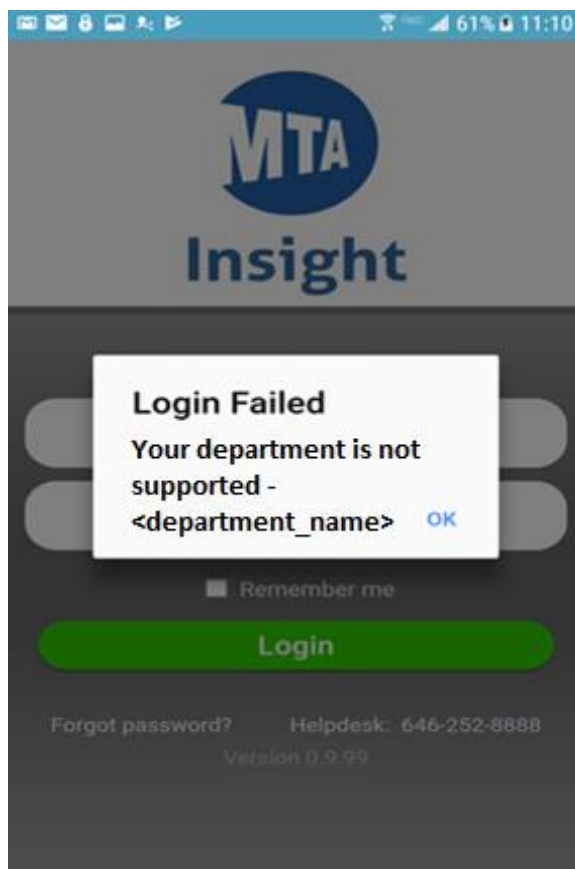 61% 11:10
MTA
Insight
Login Failed
Your department is not
supported -
<department_name> OK
Remember me
Login
Forgot password? Helpdesk: 646-252-8888
Version 0.9.99